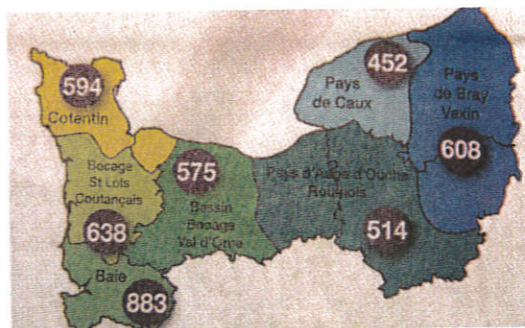 594
Cotentin
452
Pays
de Caux
Pays
de Bray
Vexin
608
Bocage
St Lois
Coutançais
638
575
Bessin
Bocage
Val d'Orne
Pays d'Auge d'Ouche
Roumois
514
Baie
883